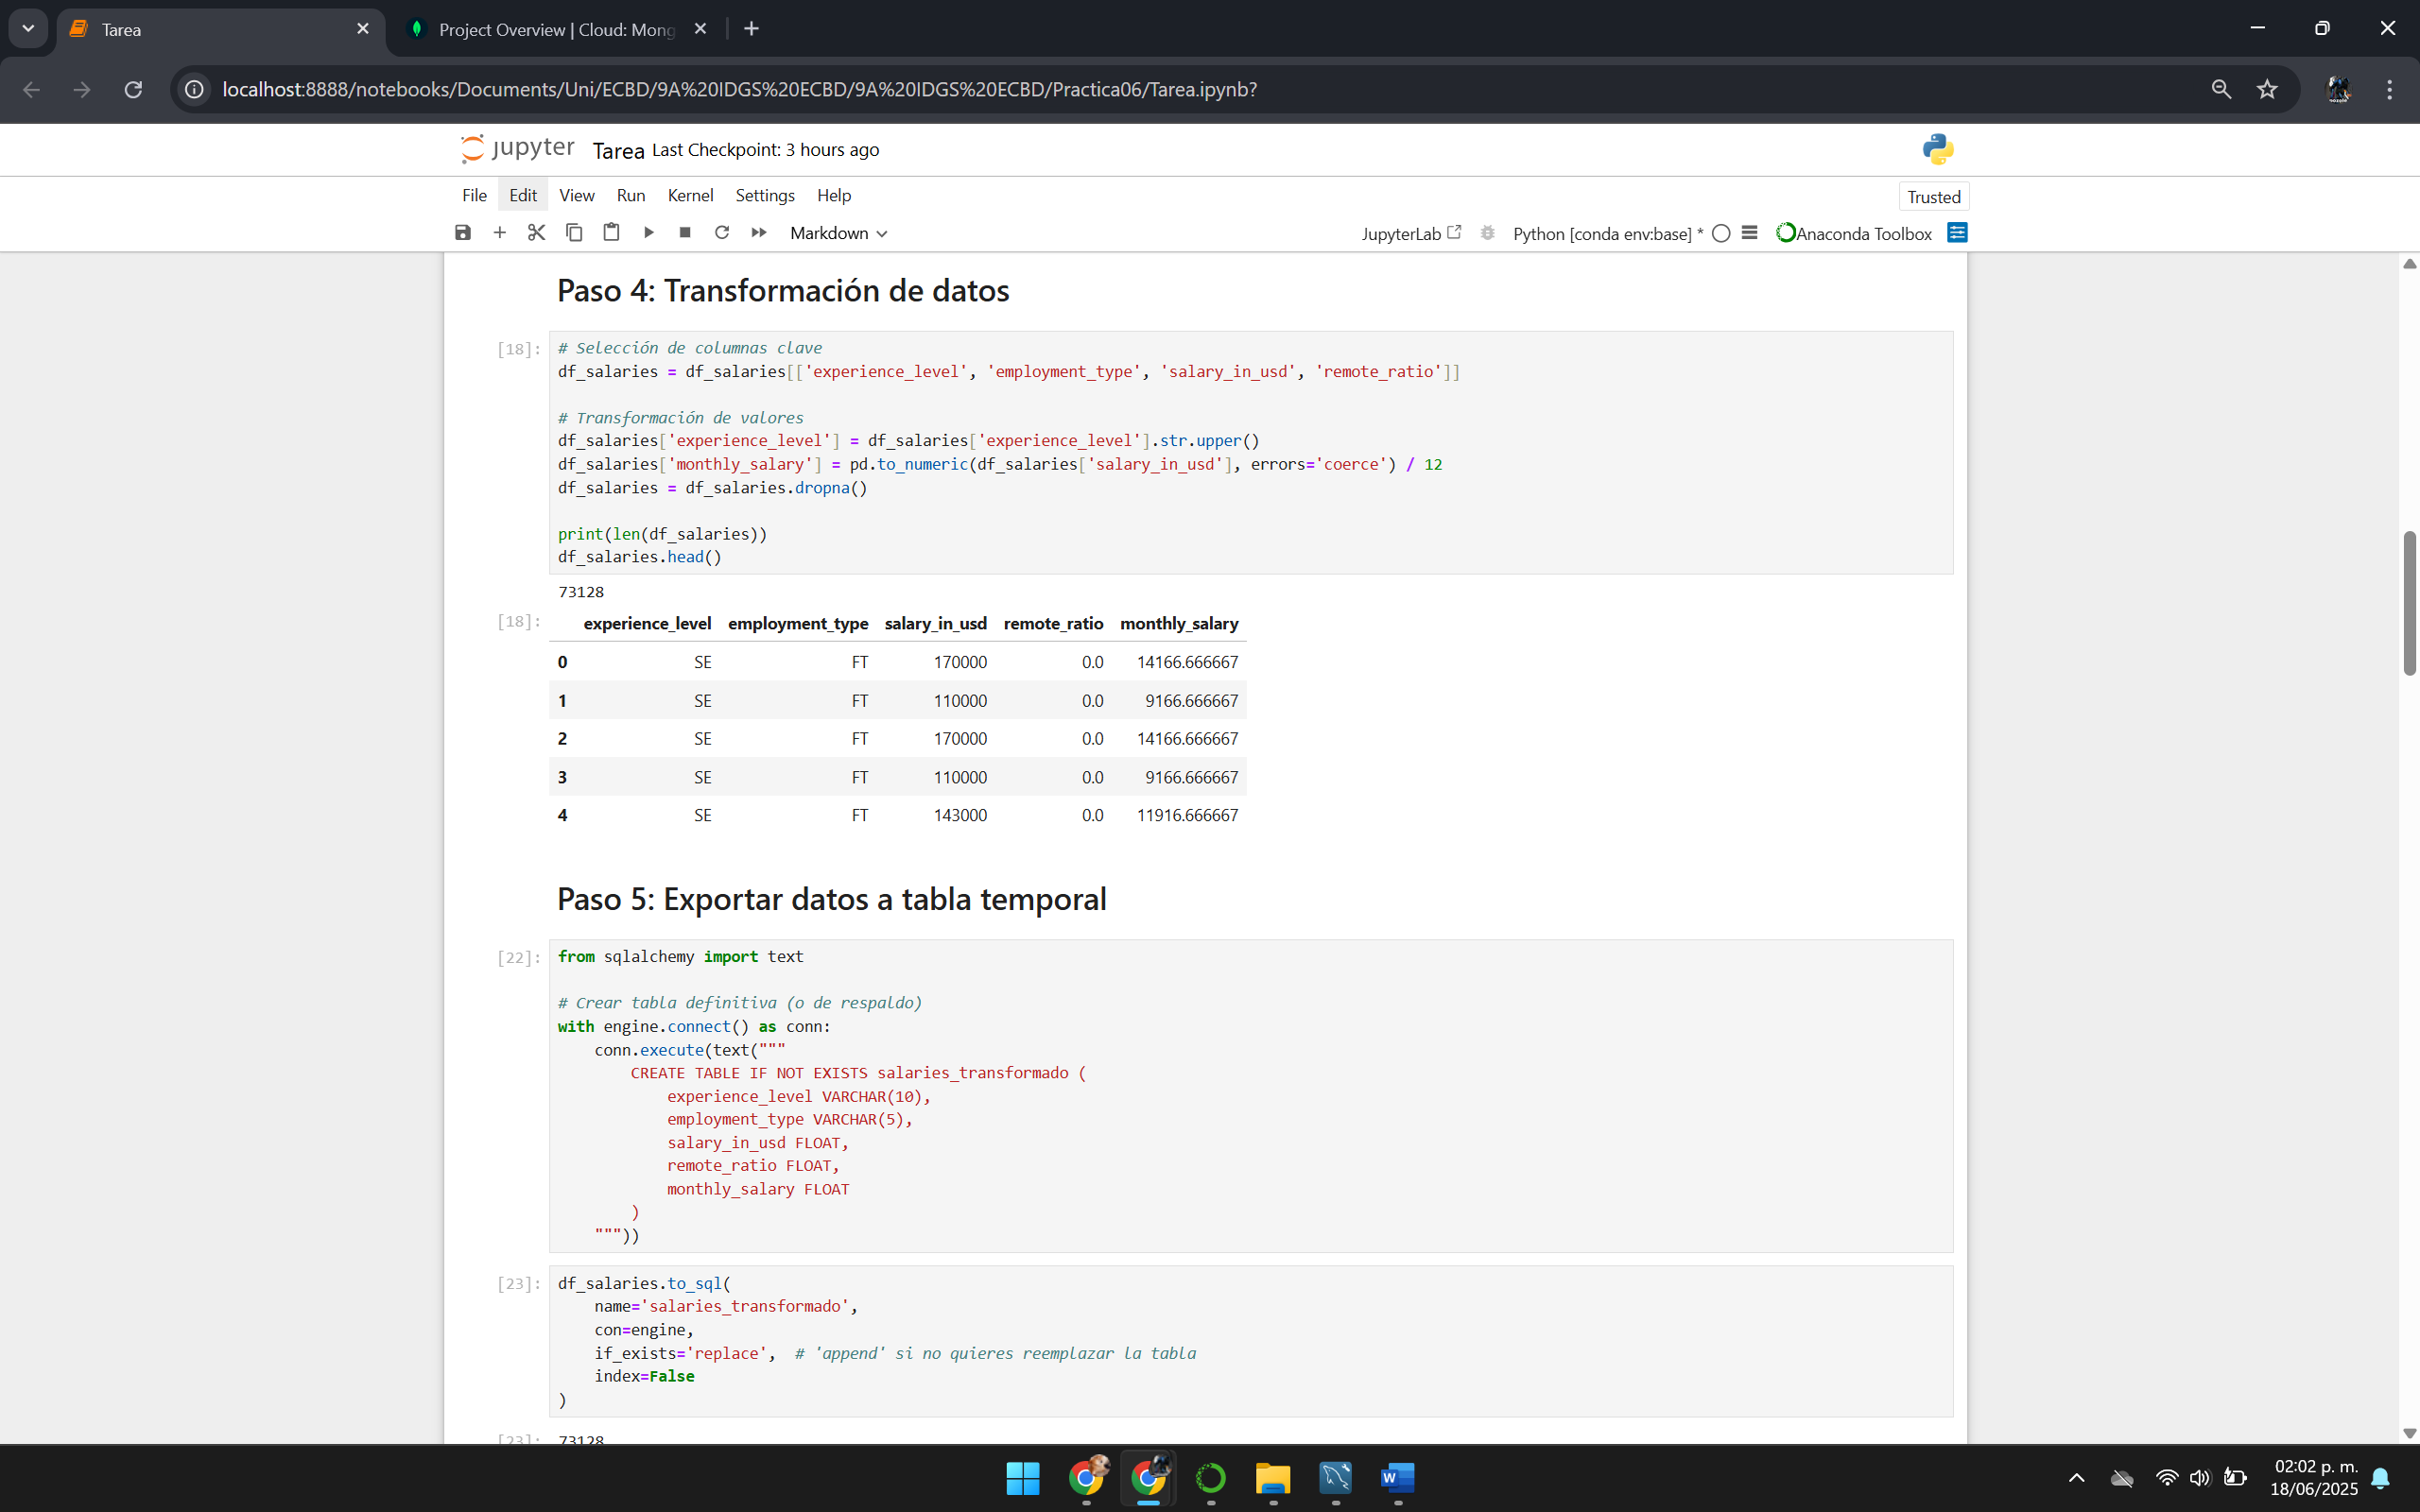 Tarea
Project Overview | Cloud: Mong
localhost:8888/notebooks/Documents/Uni/ECBD/9A%20IDGS%20ECBD/9A%20IDGS%20ECBD/Practica06/Tarea.ipynb?
jupyter Tarea Last Checkpoint: 3 hours ago
File Edit View Run Kernel Settings Help Trusted
Markdown JupyterLab Python [conda env:base] * Anaconda Toolbox
Paso 4: Transformación de datos
[18]: # Selección de columnas clave
df_salaries = df_salaries[['experience_level', 'employment_type', 'salary_in_usd', 'remote_ratio']]
# Transformación de valores
df_salaries['experience_level'] = df_salaries['experience_level'].str.upper()
df_salaries['monthly_salary'] = pd.to_numeric(df_salaries['salary_in_usd'], errors='coerce') / 12
df_salaries = df_salaries.dropna()
print(len(df_salaries))
df_salaries.head()
73128
[18]: experience_level employment_type salary_in_usd remote_ratio monthly_salary
0 SE FT 170000 0.0 14166.666667
1 SE FT 110000 0.0 9166.666667
2 SE FT 170000 0.0 14166.666667
3 SE FT 110000 0.0 9166.666667
4 SE FT 143000 0.0 11916.666667
Paso 5: Exportar datos a tabla temporal
[22]: from sqlalchemy import text
# Crear tabla definitiva (o de respaldo)
with engine.connect() as conn:
conn.execute(text("""
CREATE TABLE IF NOT EXISTS salaries_transformado (
experience_level VARCHAR(10),
employment_type VARCHAR(5),
salary_in_usd FLOAT,
remote_ratio FLOAT,
monthly_salary FLOAT
)
"""))
[23]: df_salaries.to_sql(
name='salaries_transformado',
con=engine,
if_exists='replace', # 'append' si no quieres reemplazar la tabla
index=False
)
[23]: 73128
02:02 p. m.
18/06/2025